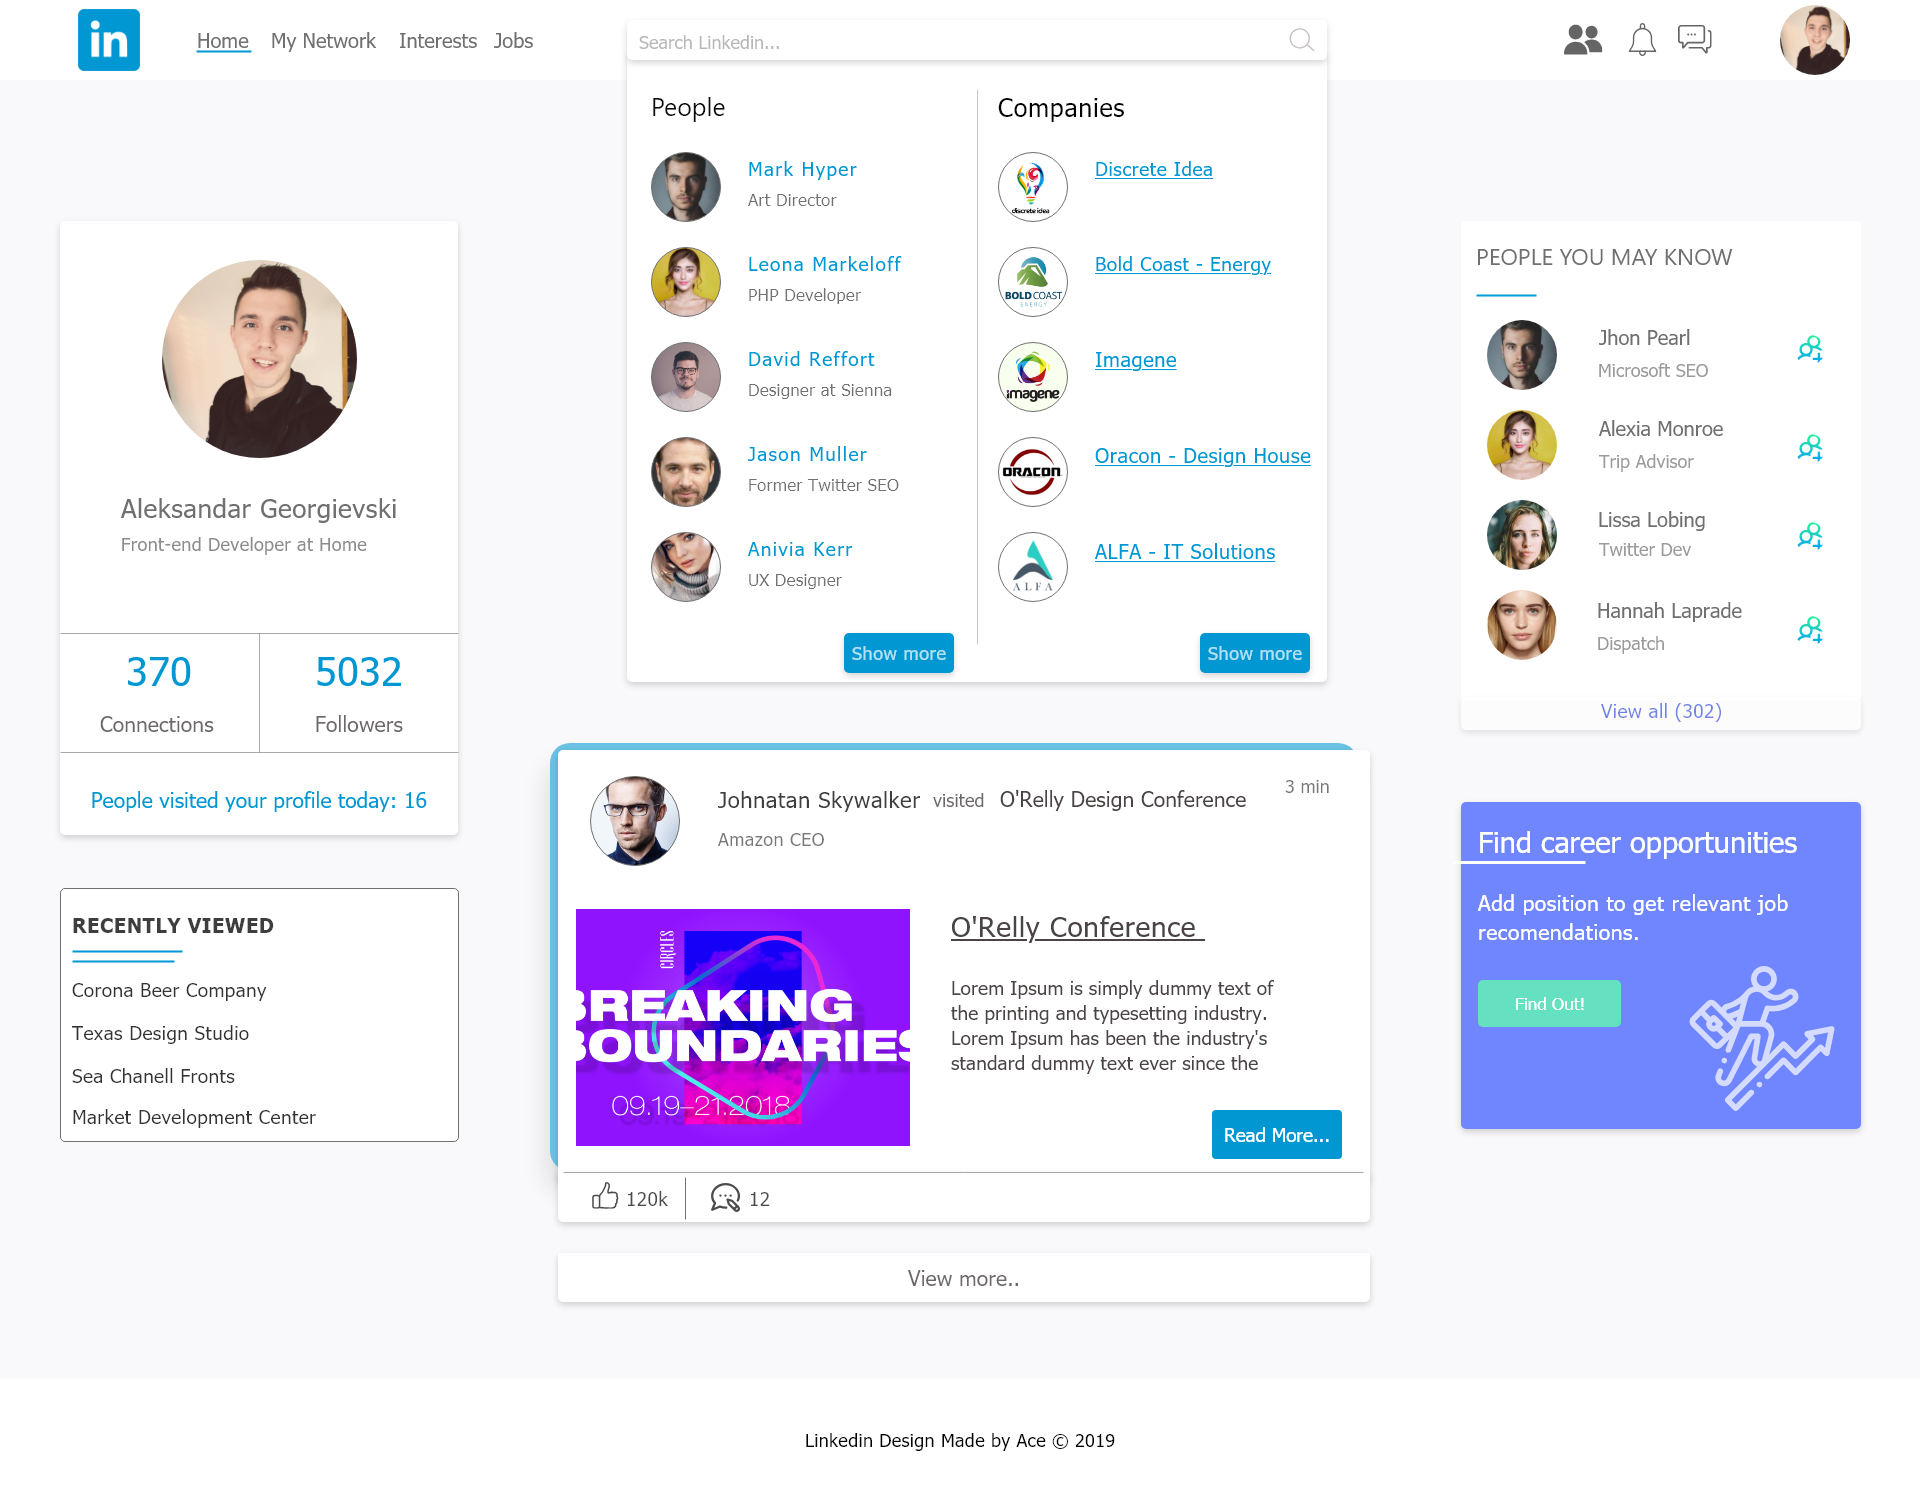 in
Home
My Network
Interests
Jobs
Search Linkedin...
People
Mark Hyper
Art Director
Leona Markeloff
PHP Developer
David Reffort
Designer at Sienna
Jason Muller
Former Twitter SEO
Anivia Kerr
UX Designer
Show more
Companies
discrete idea
Discrete Idea
BOLD COAST
ENERGY
Bold Coast - Energy
imagene
Imagene
ORACON
Oracon - Design House
ALFA
ALFA - IT Solutions
Show more
Aleksandar Georgievski
Front-end Developer at Home
370
Connections
5032
Followers
People visited your profile today: 16
RECENTLY VIEWED
Corona Beer Company
Texas Design Studio
Sea Chanell Fronts
Market Development Center
Johnatan Skywalker visited O'Relly Design Conference
3 min
Amazon CEO
CIRCLES
BREAKING
BOUNDARIES
09.19–21.2018
O'Relly Conference
Lorem Ipsum is simply dummy text of
the printing and typesetting industry.
Lorem Ipsum has been the industry's
standard dummy text ever since the
Read More...
120k
12
View more..
PEOPLE YOU MAY KNOW
Jhon Pearl
Microsoft SEO
Alexia Monroe
Trip Advisor
Lissa Lobing
Twitter Dev
Hannah Laprade
Dispatch
View all (302)
Find career opportunities
Add position to get relevant job
recomendations.
Find Out!
Linkedin Design Made by Ace © 2019